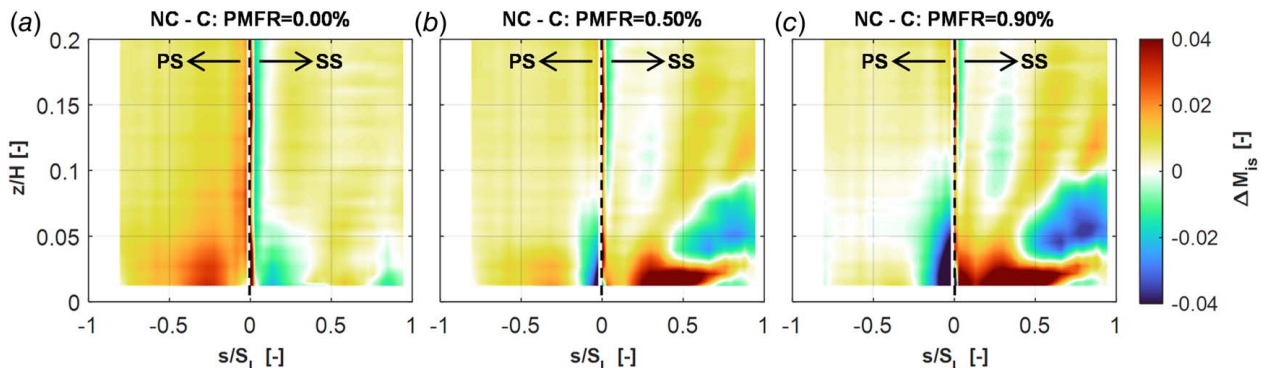 (a) NC - C: PMFR=0.00%
0.2
0.15
0.1
0.05
0
z/H [-]
PS
SS
-1 -0.5 0 0.5 1
s/S_L [-]
(b) NC - C: PMFR=0.50%
PS
SS
-1 -0.5 0 0.5 1
s/S_L [-]
(c) NC - C: PMFR=0.90%
PS
SS
-1 -0.5 0 0.5 1
s/S_L [-]
0.04
0.02
0
-0.02
-0.04
ΔM_is [-]